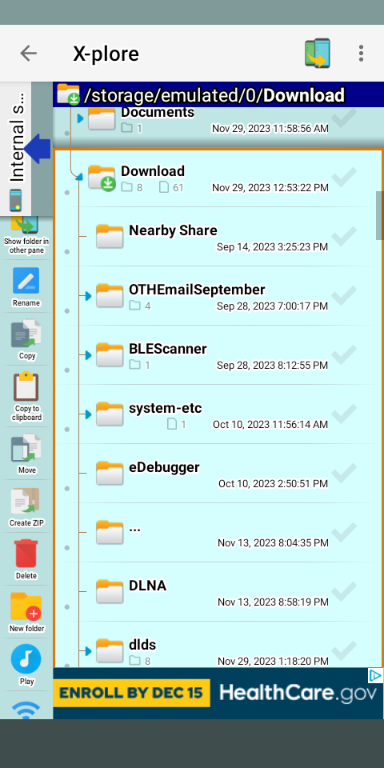 X-plore
Internal s...
/storage/emulated/0/Download
Documents
1
Nov 29, 2023 11:58:56 AM
Download
8
61
Nov 29, 2023 12:53:22 PM
Show folder in
other pane
Nearby Share
Sep 14, 2023 3:25:23 PM
Rename
OTHEmailSeptember
4
Sep 28, 2023 7:00:17 PM
Copy
BLEScanner
1
Sep 28, 2023 8:12:55 PM
Copy to
clipboard
system-etc
1
Oct 10, 2023 11:56:14 AM
Move
eDebugger
Oct 10, 2023 2:50:51 PM
Create ZIP
...
Nov 13, 2023 8:04:35 PM
Delete
DLNA
Nov 13, 2023 8:58:19 PM
New folder
dlds
8
Nov 29, 2023 1:18:20 PM
Play
ENROLL BY DEC 15
HealthCare.gov